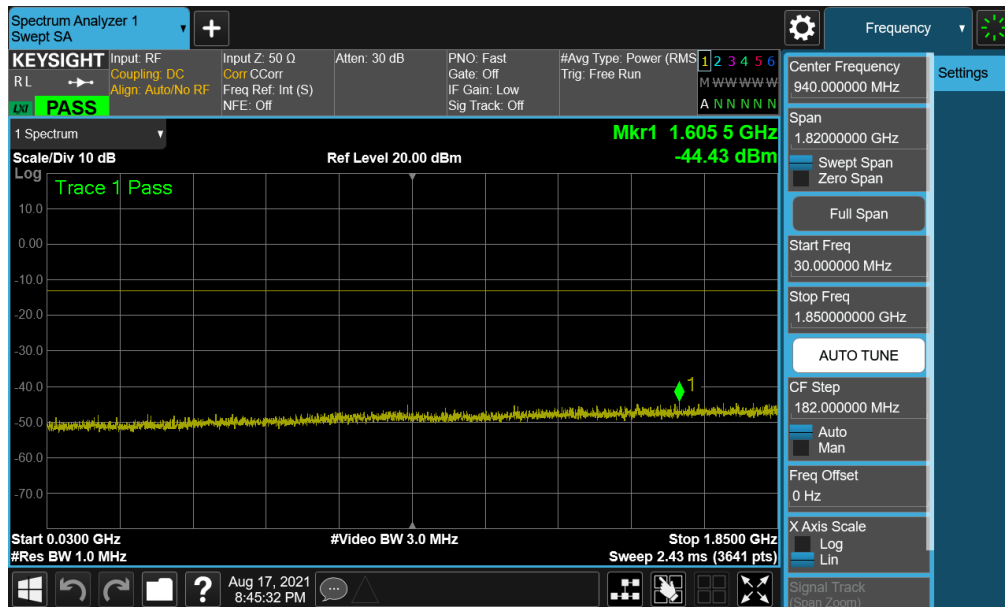 Spectrum Analyzer 1
Swept SA
+
Frequency
KEYSIGHT
RL
LXI PASS
Input: RF
Coupling: DC
Align: Auto/No RF
Input Z: 50 Ω
Corr CCorr
Freq Ref: Int (S)
NFE: Off
Atten: 30 dB
PNO: Fast
Gate: Off
IF Gain: Low
Sig Track: Off
#Avg Type: Power (RMS
Trig: Free Run
1 2 3 4 5 6
M W W W W W
A N N N N N
1 Spectrum
Mkr1 1.605 5 GHz
Scale/Div 10 dB
Ref Level 20.00 dBm
-44.43 dBm
Log
Trace 1 Pass
10.0
0.00
-10.0
-20.0
-30.0
-40.0
1
-50.0
-60.0
-70.0
Start 0.0300 GHz
#Video BW 3.0 MHz
Stop 1.8500 GHz
#Res BW 1.0 MHz
Sweep 2.43 ms (3641 pts)
Center Frequency
940.000000 MHz
Settings
Span
1.82000000 GHz
Swept Span
Zero Span
Full Span
Start Freq
30.000000 MHz
Stop Freq
1.850000000 GHz
AUTO TUNE
CF Step
182.000000 MHz
Auto
Man
Freq Offset
0 Hz
X Axis Scale
Log
Lin
Signal Track
(Span Zoom)
?
Aug 17, 2021
8:45:32 PM